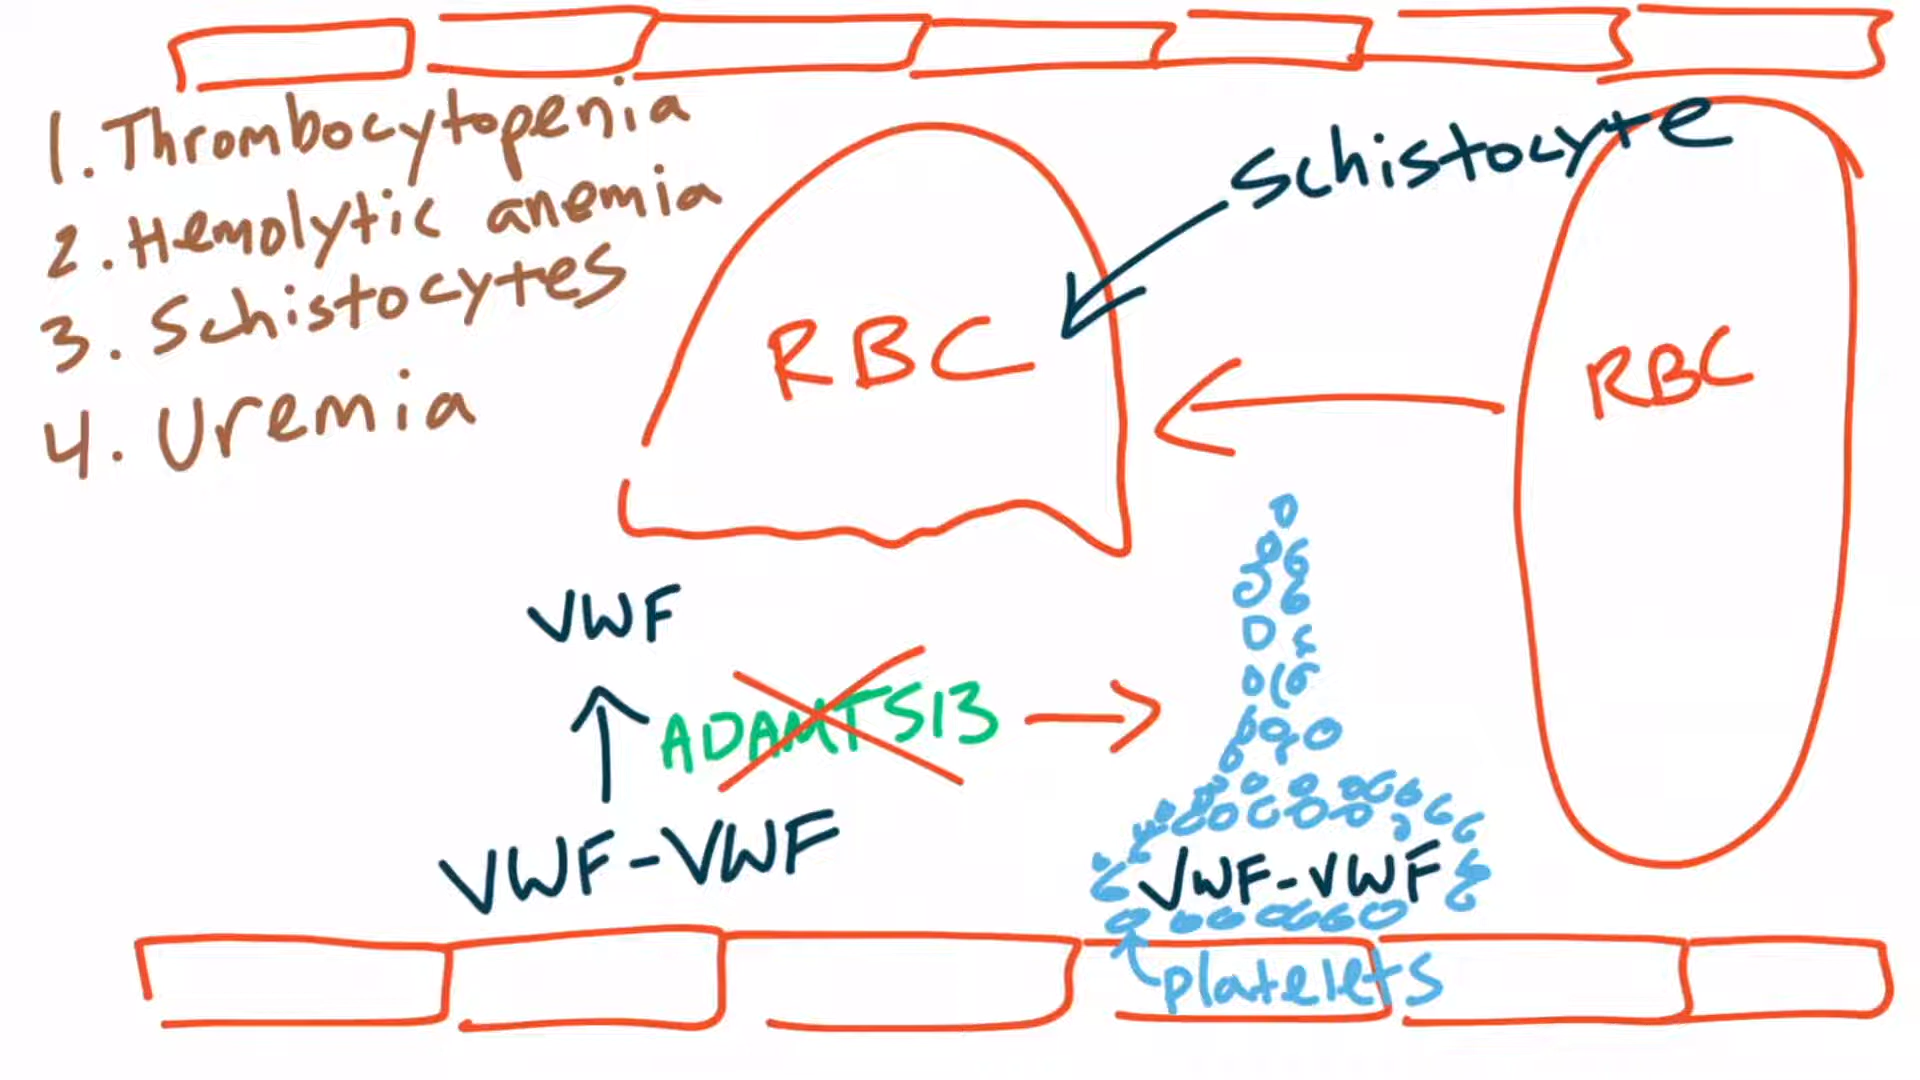 1. Thrombocytopenia
2. Hemolytic anemia
3. Schistocytes
4. Uremia
Schistocyte
RBC
RBC
VWF
ADAMTS13
VWF-VWF
VWF-VWF
platelets